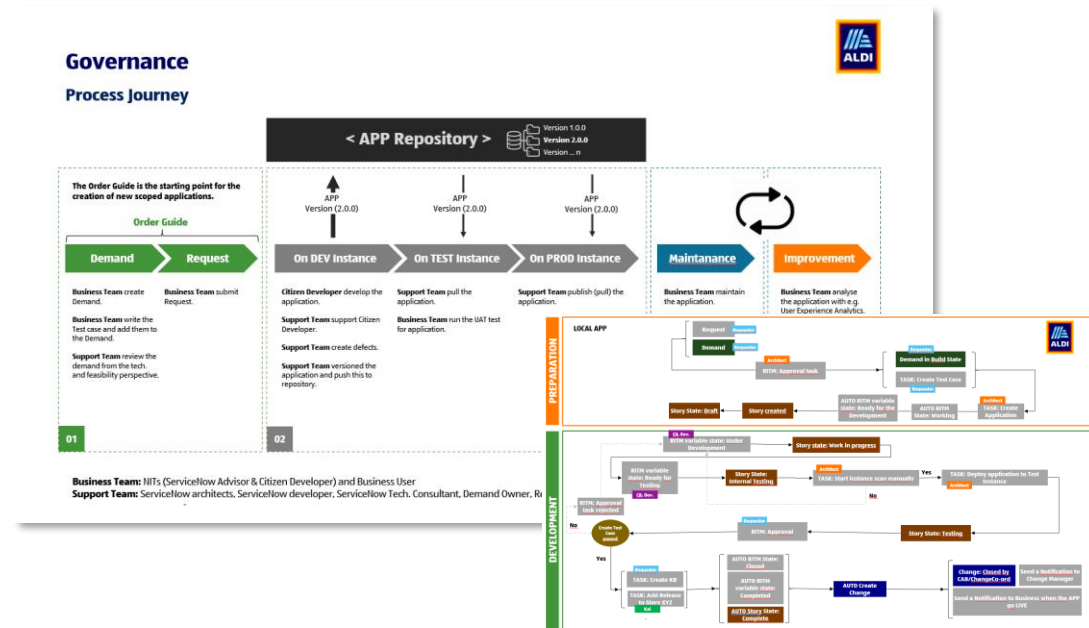 Governance
Process Journey
ALDI
< APP Repository >
Version 1.0.0
Version 2.0.0
Version ... n
The Order Guide is the starting point for the
creation of new scoped applications.
Order Guide
APP
Version (2.0.0)
APP
Version (2.0.0)
APP
Version (2.0.0)
Demand
Request
On DEV Instance
On TEST Instance
On PROD Instance
Maintanance
Improvement
Business Team create
Demand.
Business Team write the
Test case and add them to
the Demand.
Support Team review the
demand from the tech.
and feasibility perspective.
Business Team submit
Request.
Citizen Developer develop the
application.
Support Team support Citizen
Developer.
Support Team create defects.
Support Team versioned the
application and push this to
repository.
Support Team pull the
application.
Business Team run the UAT test
for application.
Support Team publish (pull) the
application.
Business Team maintain
the application.
Business Team analyse
the application with e.g.
User Experience Analytics.
01
02
Business Team: NITs (ServiceNow Advisor & Citizen Developer) and Business User
Support Team: ServiceNow architects, ServiceNow developer, ServiceNow Tech. Consultant, Demand Owner,
PREPARATION
LOCAL APP
ALDI
Request
Requester
Demand
Requester
Architect
RITM: Approval task
Requester
Demand in Build State
TASK: Create Test Case
Requester
Story State: Draft
Story created
AUTO RITM variable
state: Ready for the
Development
AUTO RITM
State: Working
Architect
TASK: Create
Application
DEVELOPMENT
Cit. Dev.
RITM variable state: Under
Development
Story state: Work in progress
RITM variable
state: Ready for
Testing
Cit. Dev.
Story State:
Internal Testing
Architect
TASK: Start instance scan manually
Yes
No
TASK: Deploy application to Test
Instance
Architect
RITM: Approval
task rejected
No
Create Test
Case
passed
Requester
RITM: Approval
Story State: Testing
Yes
Requester
TASK: Create KB
TASK: Add Release
to Story XYZ
AUTO RITM State:
Closed
AUTO RITM
variable state:
Completed
AUTO Story State:
Complete
AUTO Create
Change
Change: Closed by
CAB/ChangeCo-ord
Send a Notification to
Change Manager
Send a Notification to Business when the APP
go LIVE